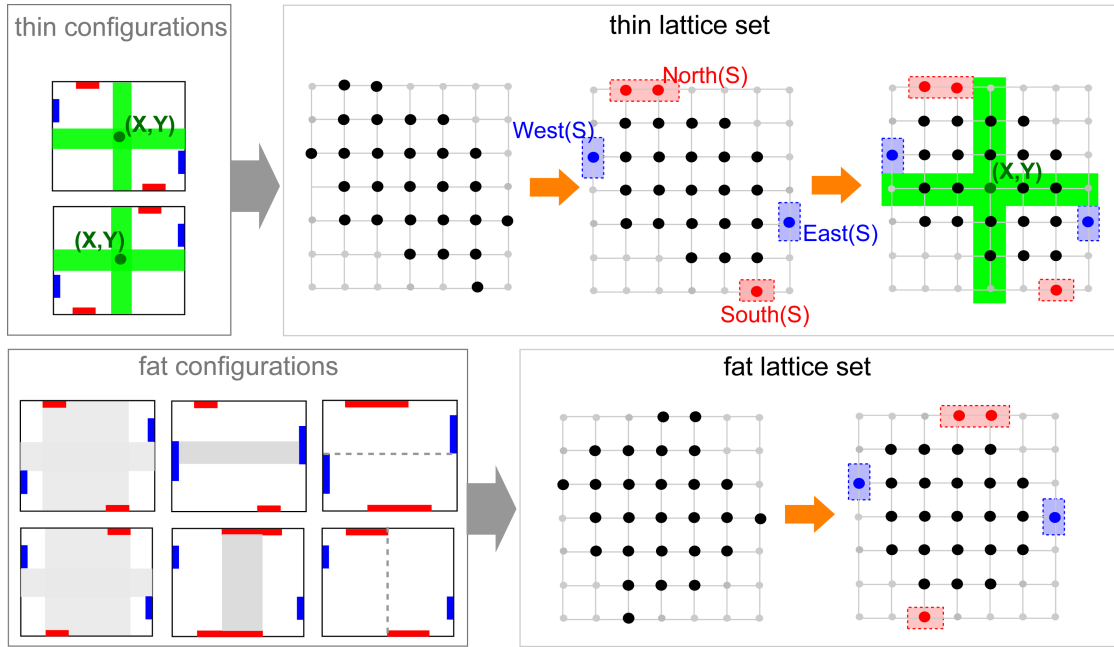 thin configurations
(X,Y)
(X,Y)
thin lattice set
North(S)
West(S)
East(S)
South(S)
(X,Y)
fat configurations
fat lattice set